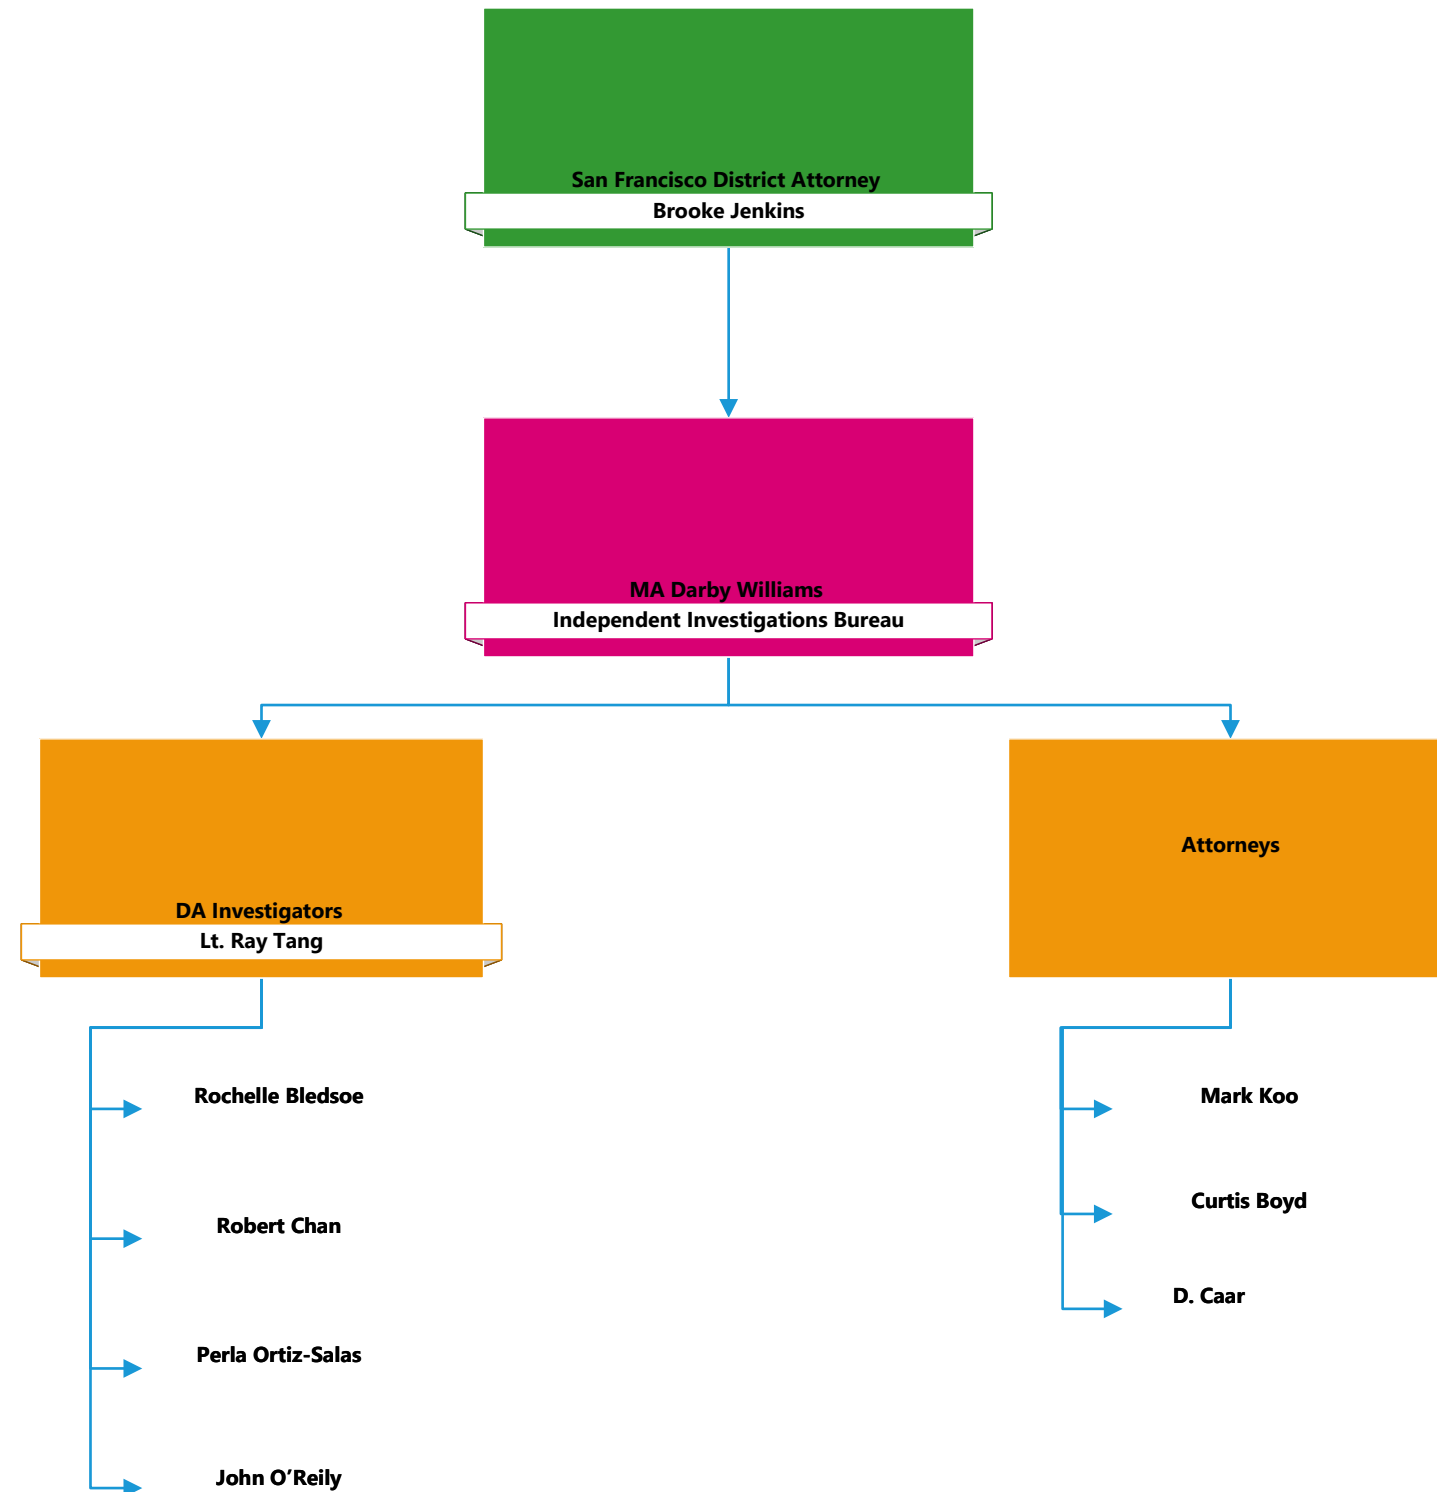 San Francisco District Attorney
Brooke Jenkins
MA Darby Williams
Independent Investigations Bureau
DA Investigators
Lt. Ray Tang
Attorneys
Rochelle Bledsoe
Robert Chan
Perla Ortiz-Salas
John O’Reily
Mark Koo
Curtis Boyd
D. Caar